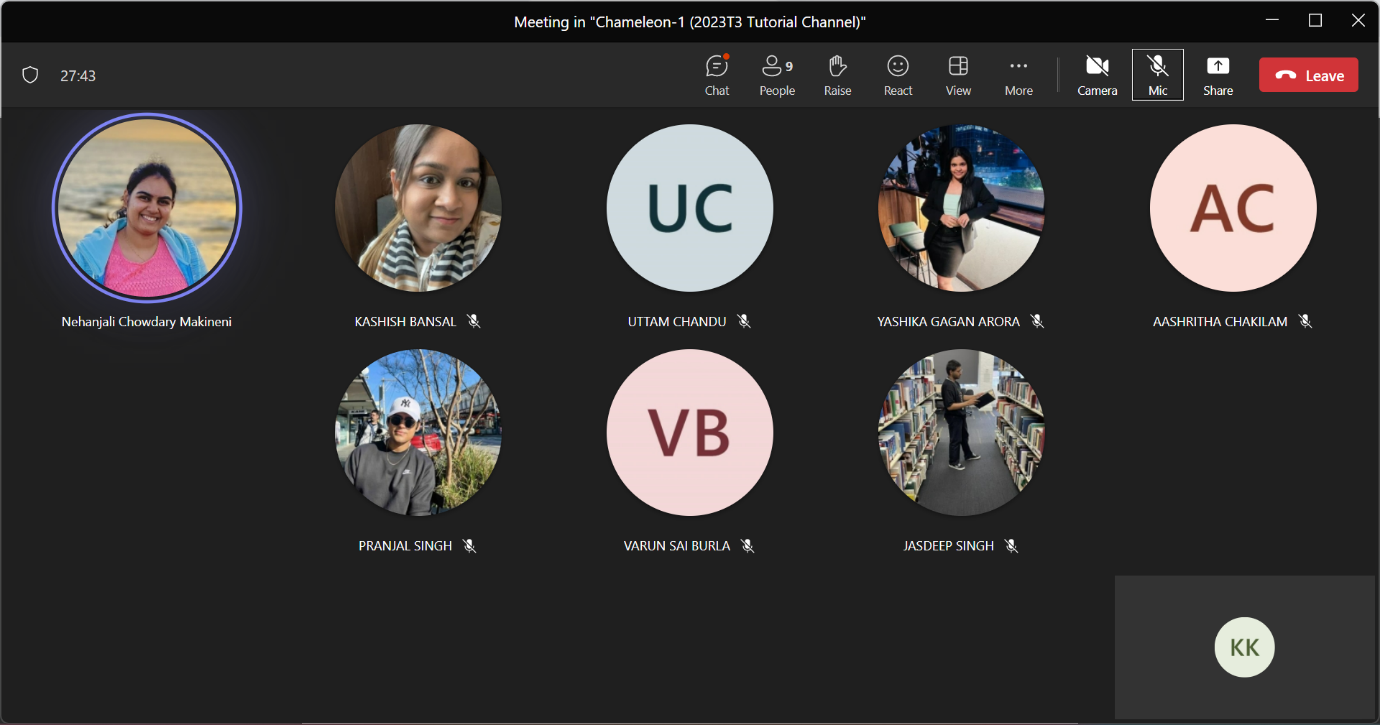 Meeting in "Chameleon-1 (2023T3 Tutorial Channel)"
27:43
Chat
People 9
Raise
React
View
More
Camera
Mic
Share
Leave
UC
AC
Nehanjali Chowdary Makineni
KASHISH BANSAL
UTTAM CHANDU
YASHIKA GAGAN ARORA
AASHRITHA CHAKILAM
VB
PRANJAL SINGH
VARUN SAI BURLA
JASDEEP SINGH
KK